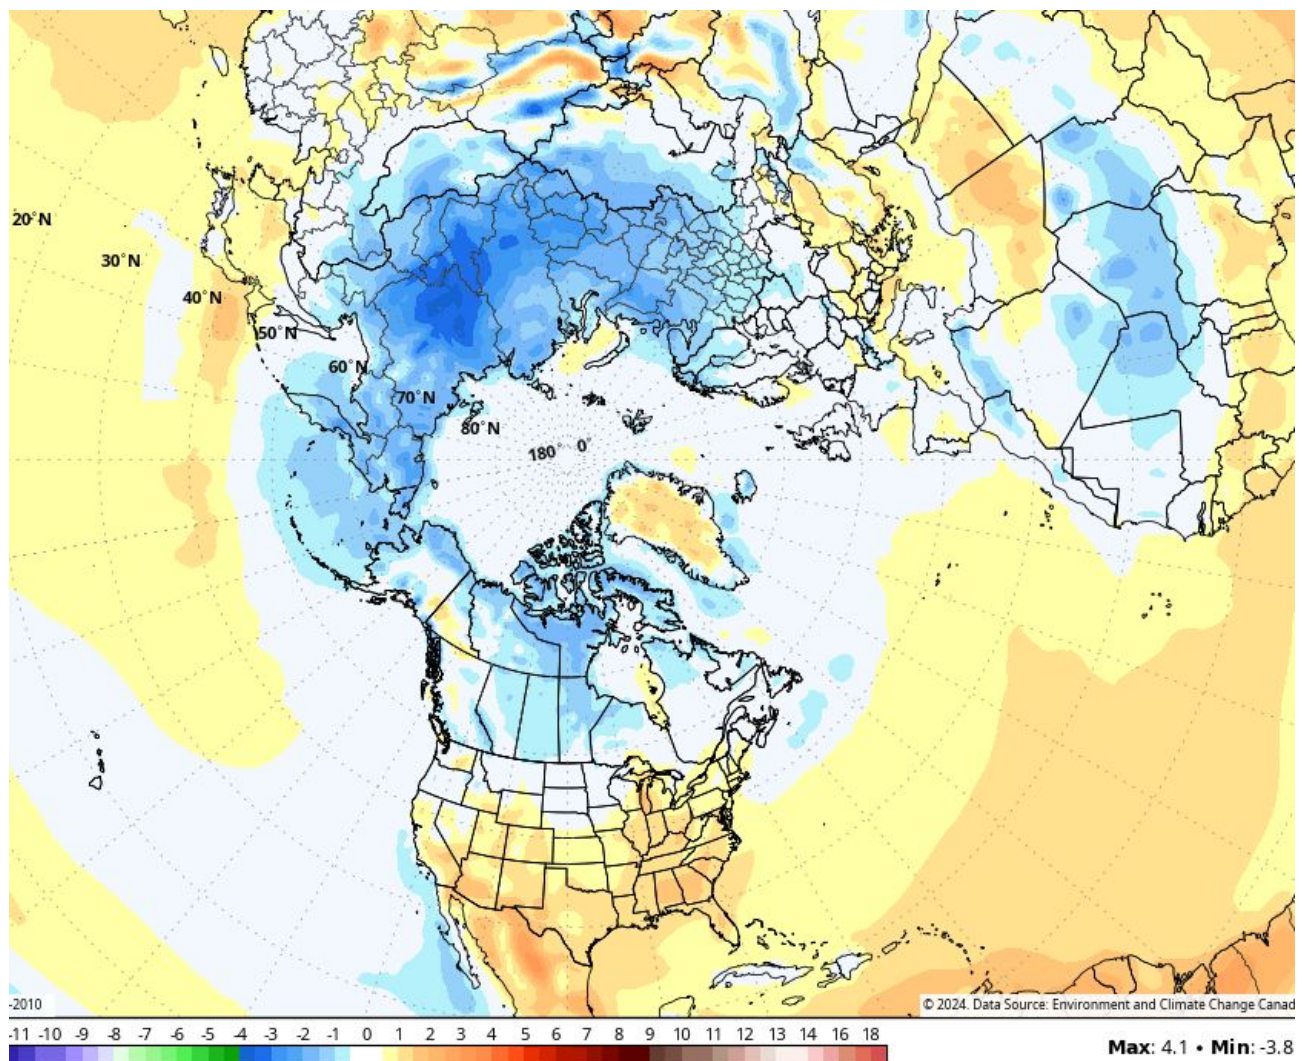 20°N
30°N
40°N
50°N
60°N
70°N
80°N
180° 0°
-2010
© 2024. Data Source: Environment and Climate Change Canad
-11 -10 -9 -8 -7 -6 -5 -4 -3 -2 -1 0 1 2 3 4 5 6 7 8 9 10 11 12 13 14 16 18
Max: 4.1 • Min: -3.8